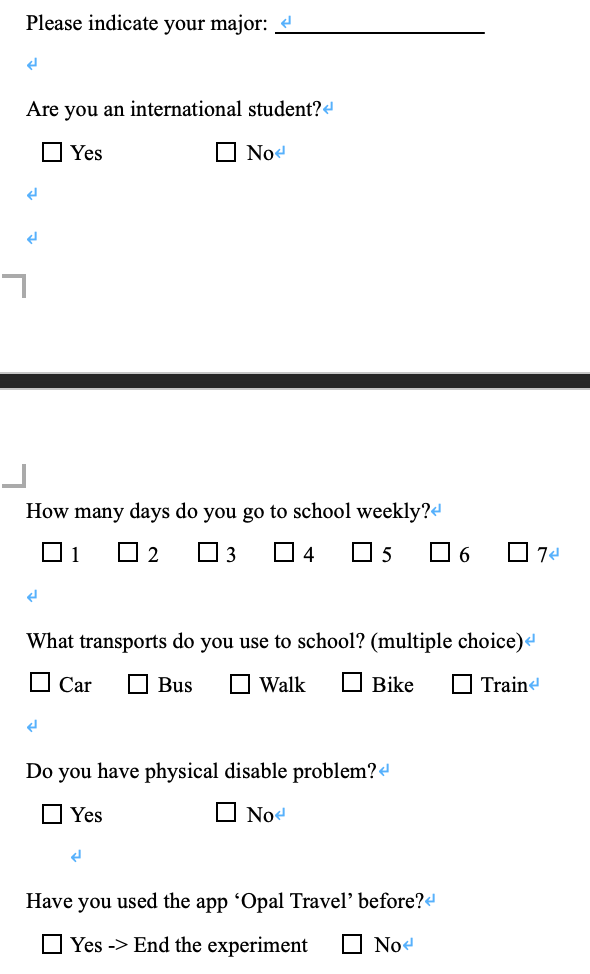 Please indicate your major: ____________________
Are you an international student?
☐ Yes ☐ No
How many days do you go to school weekly?
☐ 1 ☐ 2 ☐ 3 ☐ 4 ☐ 5 ☐ 6 ☐ 7
What transports do you use to school? (multiple choice)
☐ Car ☐ Bus ☐ Walk ☐ Bike ☐ Train
Do you have physical disable problem?
☐ Yes ☐ No
Have you used the app ‘Opal Travel’ before?
☐ Yes -> End the experiment ☐ No